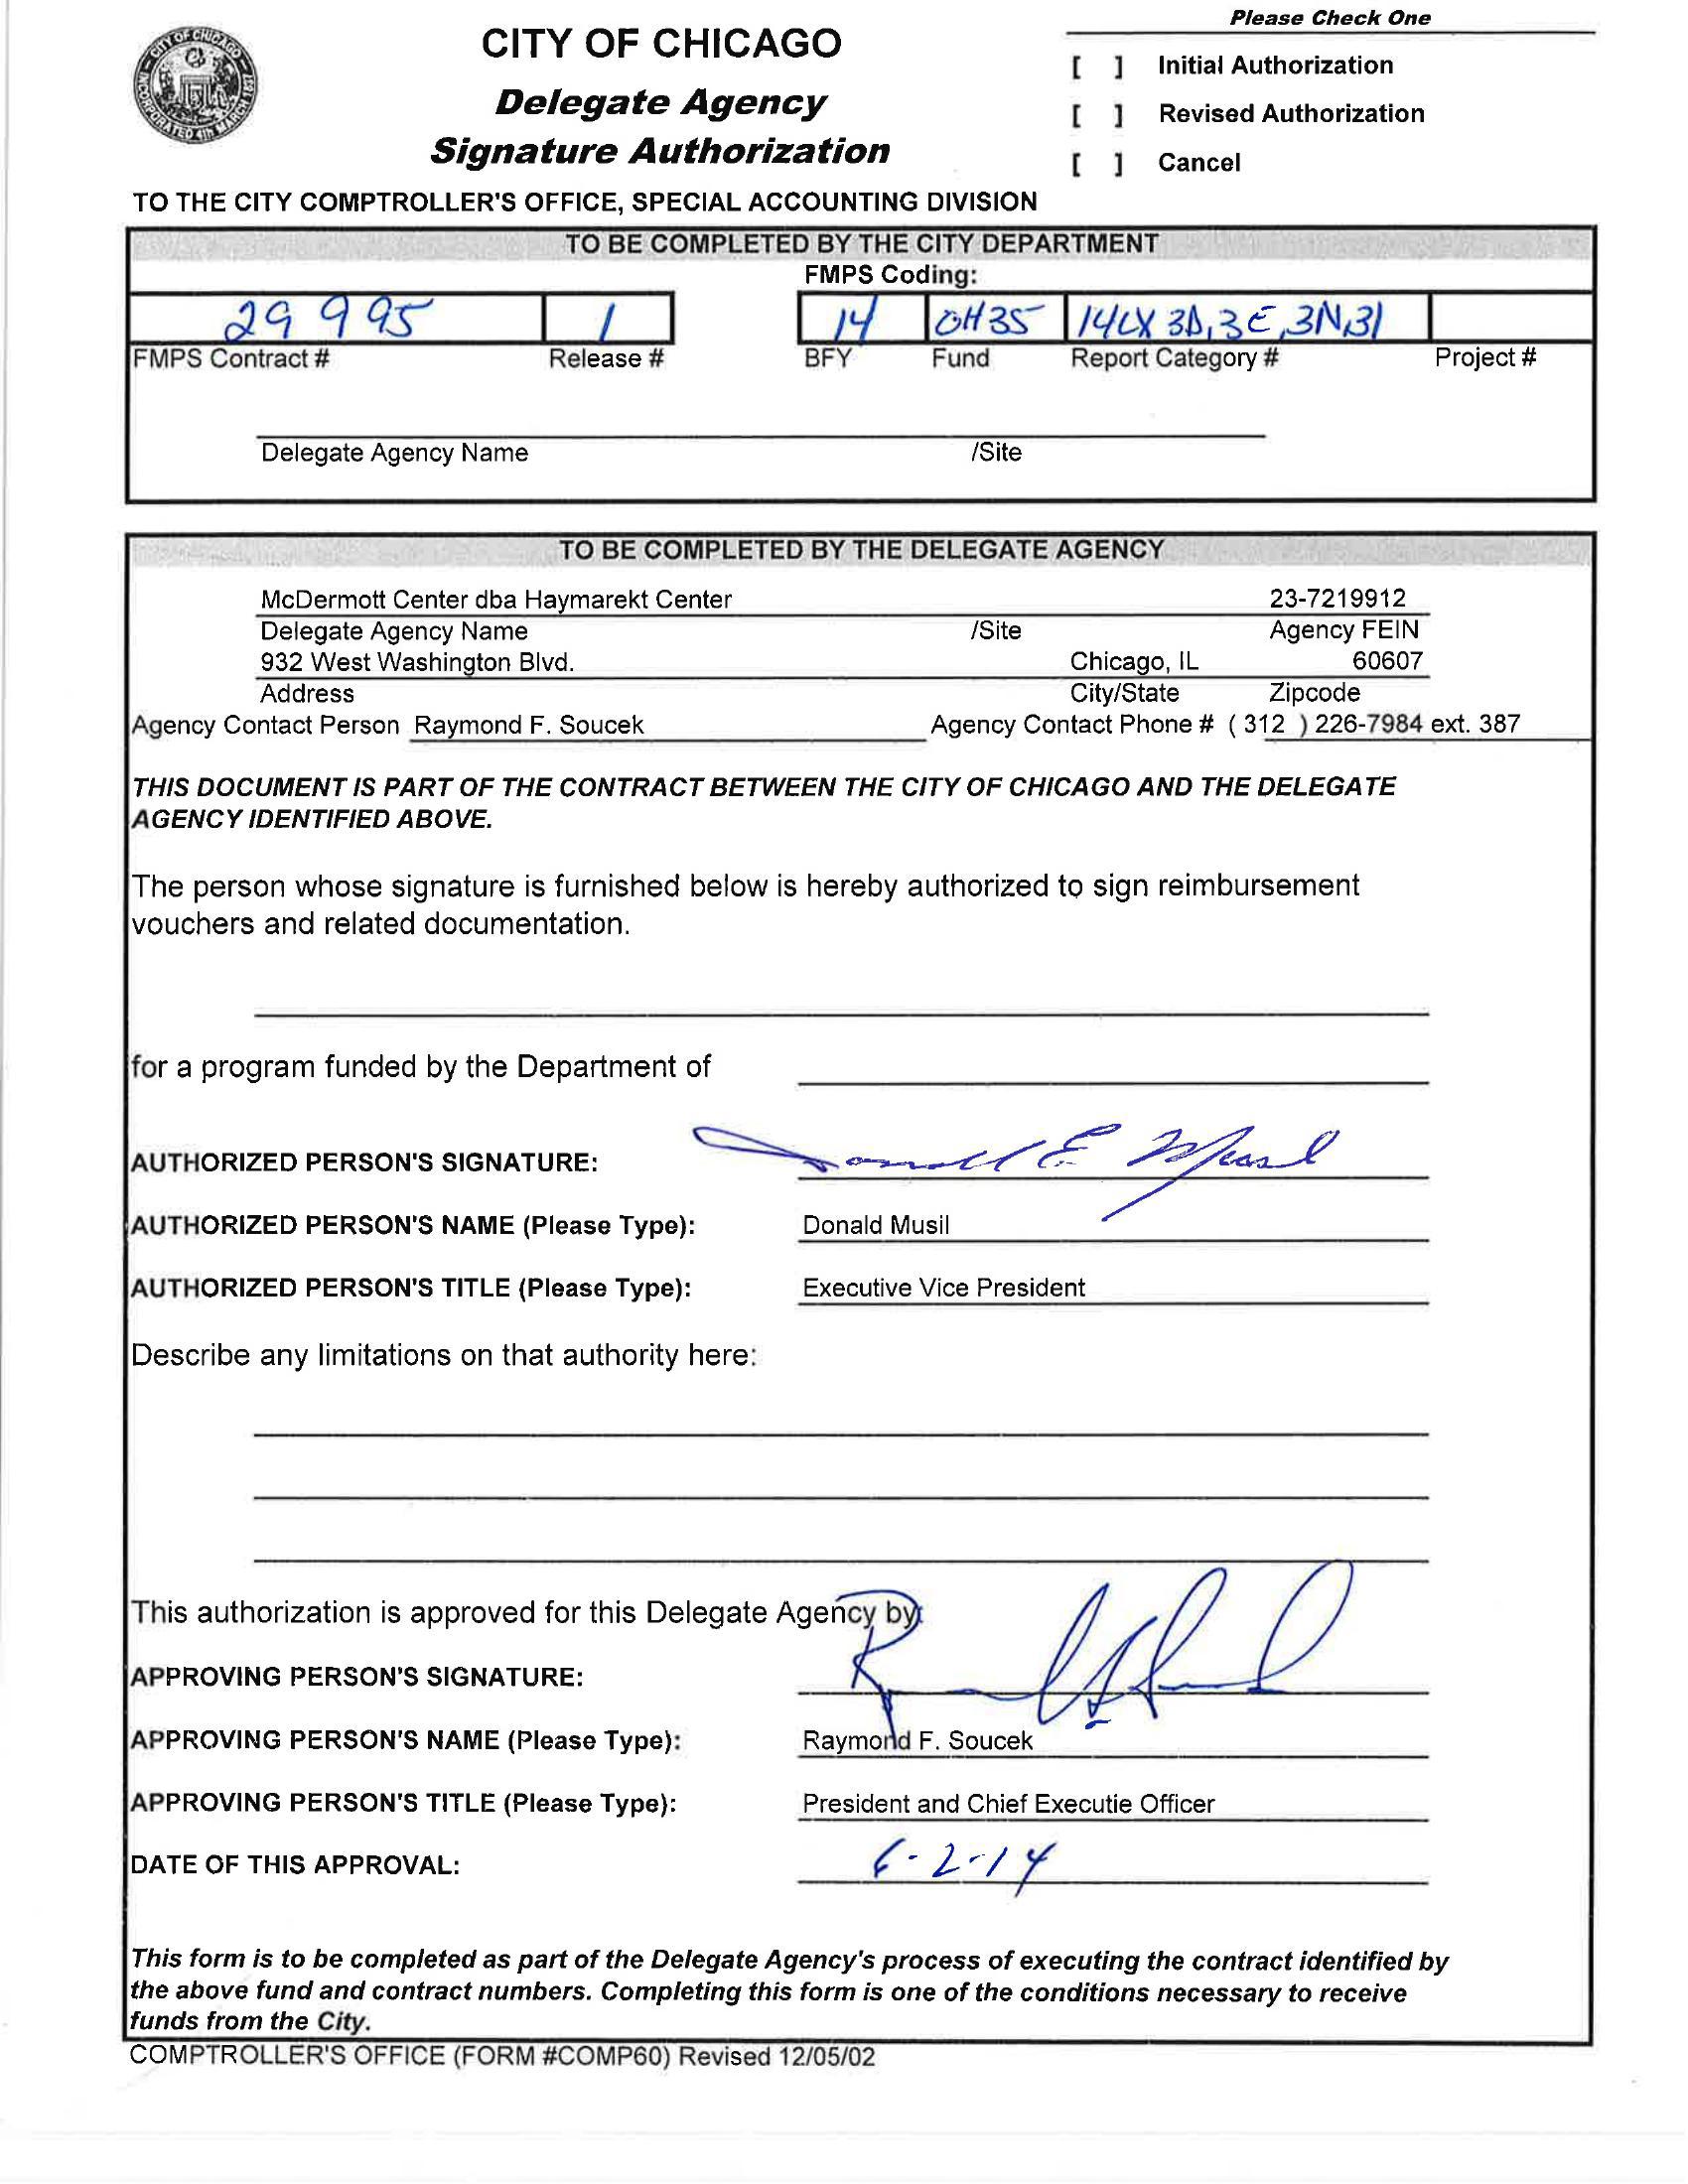 Please Check One
CITY OF CHICAGO
[ ] Initial Authorization
Delegate Agency
[ ] Revised Authorization
Signature Authorization
[ ] Cancel
CITY OF CHICAGO INCORPORATED 4th MARCH 1837
TO THE CITY COMPTROLLER'S OFFICE, SPECIAL ACCOUNTING DIVISION
TO BE COMPLETED BY THE CITY DEPARTMENT
FMPS Coding:
29995 1 14 0H35 14LX 3D,3E,3N,31
FMPS Contract # Release # BFY Fund Report Category # Project #
Delegate Agency Name /Site
TO BE COMPLETED BY THE DELEGATE AGENCY
McDermott Center dba Haymarekt Center 23-7219912
Delegate Agency Name /Site Agency FEIN
932 West Washington Blvd. Chicago, IL 60607
Address City/State Zipcode
Agency Contact Person Raymond F. Soucek Agency Contact Phone # ( 312 ) 226-7984 ext. 387
THIS DOCUMENT IS PART OF THE CONTRACT BETWEEN THE CITY OF CHICAGO AND THE DELEGATE
AGENCY IDENTIFIED ABOVE.
The person whose signature is furnished below is hereby authorized to sign reimbursement
vouchers and related documentation.
for a program funded by the Department of
AUTHORIZED PERSON'S SIGNATURE: Donald E Musil
AUTHORIZED PERSON'S NAME (Please Type): Donald Musil
AUTHORIZED PERSON'S TITLE (Please Type): Executive Vice President
Describe any limitations on that authority here:
This authorization is approved for this Delegate Agency by:
APPROVING PERSON'S SIGNATURE:
APPROVING PERSON'S NAME (Please Type): Raymond F. Soucek
APPROVING PERSON'S TITLE (Please Type): President and Chief Executie Officer
DATE OF THIS APPROVAL: 6-2-14
This form is to be completed as part of the Delegate Agency's process of executing the contract identified by
the above fund and contract numbers. Completing this form is one of the conditions necessary to receive
funds from the City.
COMPTROLLER'S OFFICE (FORM #COMP60) Revised 12/05/02